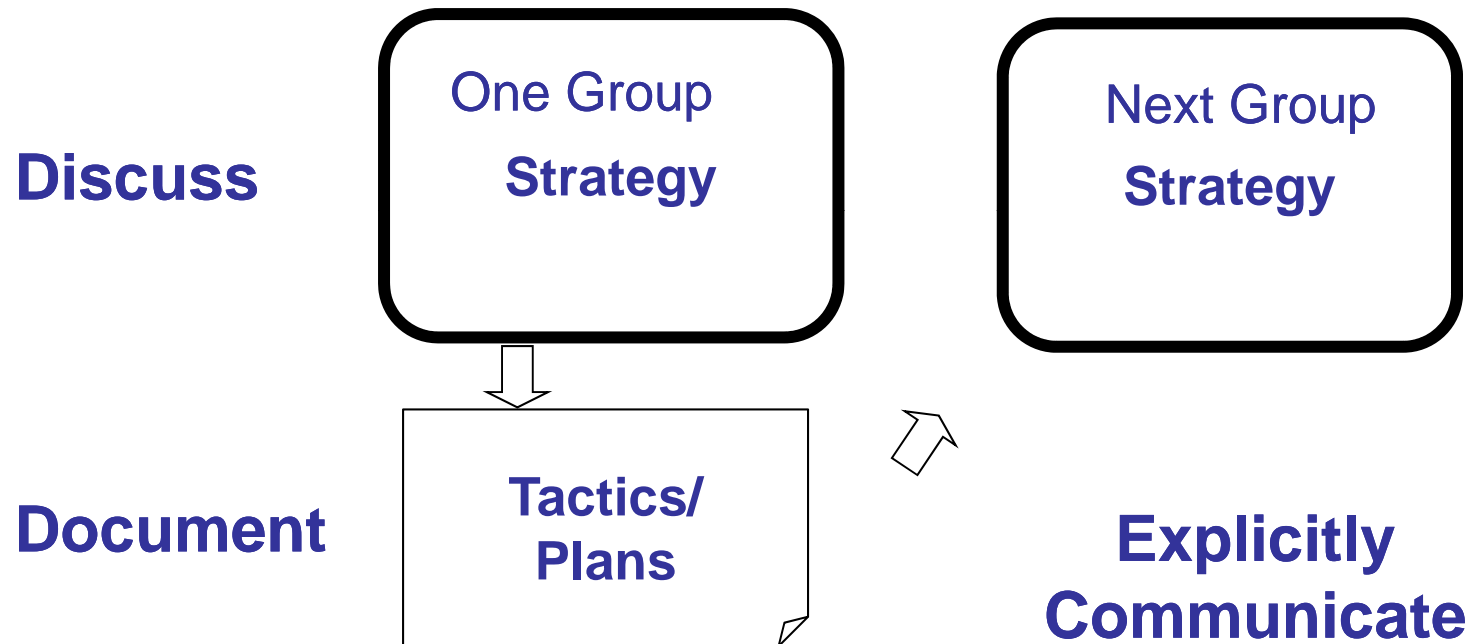 One Group
Strategy
Next Group
Strategy
Discuss
Tactics/
Plans
Document
Explicitly
Communicate